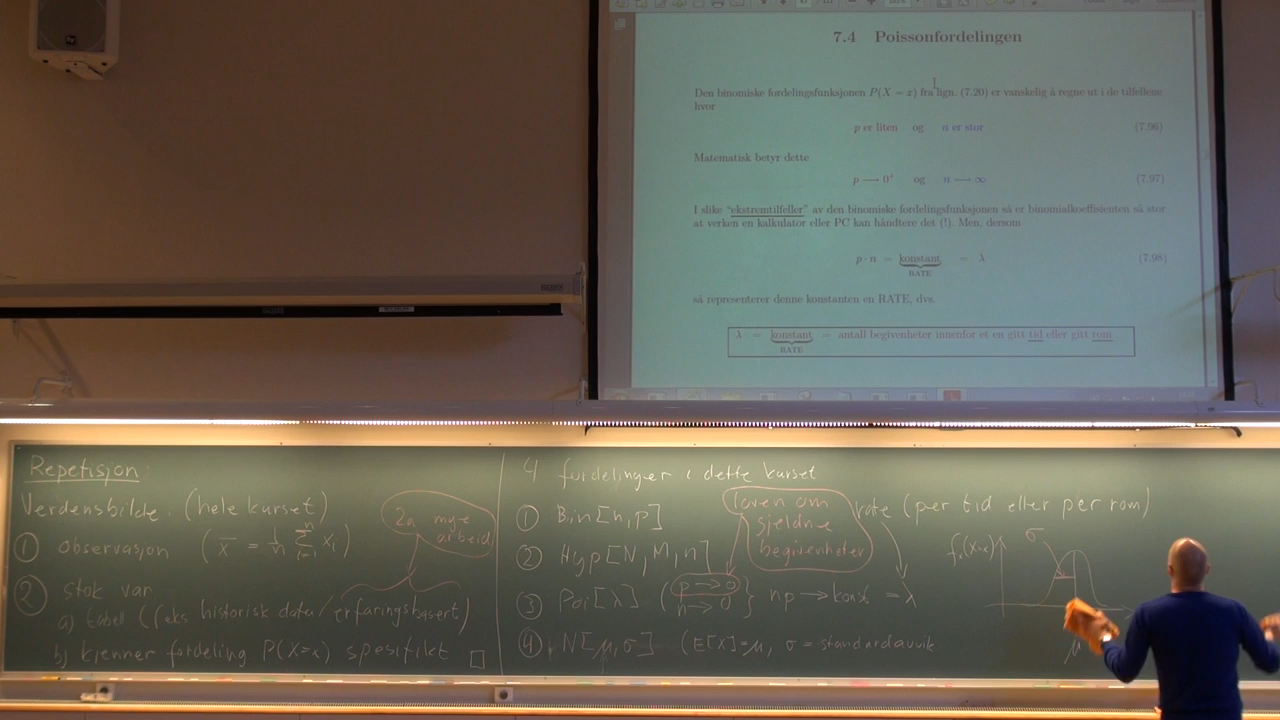 7.4 Poissonfordelingen
Den binomiske fordelingsfunksjonen P(X = x) fra lign. (7.20) er vanskelig å regne ut i de tilfellene
hvor
p er liten og n er stor (7.96)
Matematisk betyr dette
p ⟶ 0⁺ og n ⟶ ∞ (7.97)
I slike "ekstremtilfeller" av den binomiske fordelingsfunksjonen så er binomialkoeffisienten så stor
at verken en kalkulator eller PC kan håndtere det (!). Men, dersom
p · n = konstant = λ (7.98)
RATE
så representerer denne konstanten en RATE, dvs.
λ = konstant = antall begivenheter innenfor et en gitt tid eller gitt rom
RATE
Repetisjon:
Verdensbilde: (hele kurset)
① observasjon (x̄ = 1/n Σ xᵢ)
n
i=1
② stok var
a) tabell (f.eks historisk data/erfaringsbasert)
b) kjenner fordeling P(X=x) spesifikt □
2a mye
arbeid
4 fordelinger i dette kurset
① Bin[n,p]
② Hyp[N,M,n]
③ Poi[λ] (p → 0 n → 0} np → konst = λ
④ N[μ,σ] (E[X]=μ, σ = standardavvik
loven om
sjeldne
begivenheter
rate (per tid eller per rom)
fₓ(X=x)
σ
μ